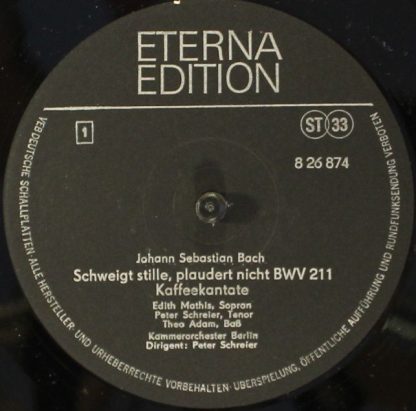 ETERNA
EDITION
1
ST 33
8 26 874
Johann Sebastian Bach
Schweigt stille, plaudert nicht BWV 211
Kaffeekantate
Edith Mathis, Sopran
Peter Schreier, Tenor
Theo Adam, Baß
Kammerorchester Berlin
Dirigent: Peter Schreier
VEB DEUTSCHE SCHALLPLATTEN · ALLE HERSTELLER- UND URHEBERRECHTE VORBEHALTEN · ÜBERSPIELUNG, ÖFFENTLICHE AUFFÜHRUNG UND RUNDFUNKSENDUNG VERBOTEN